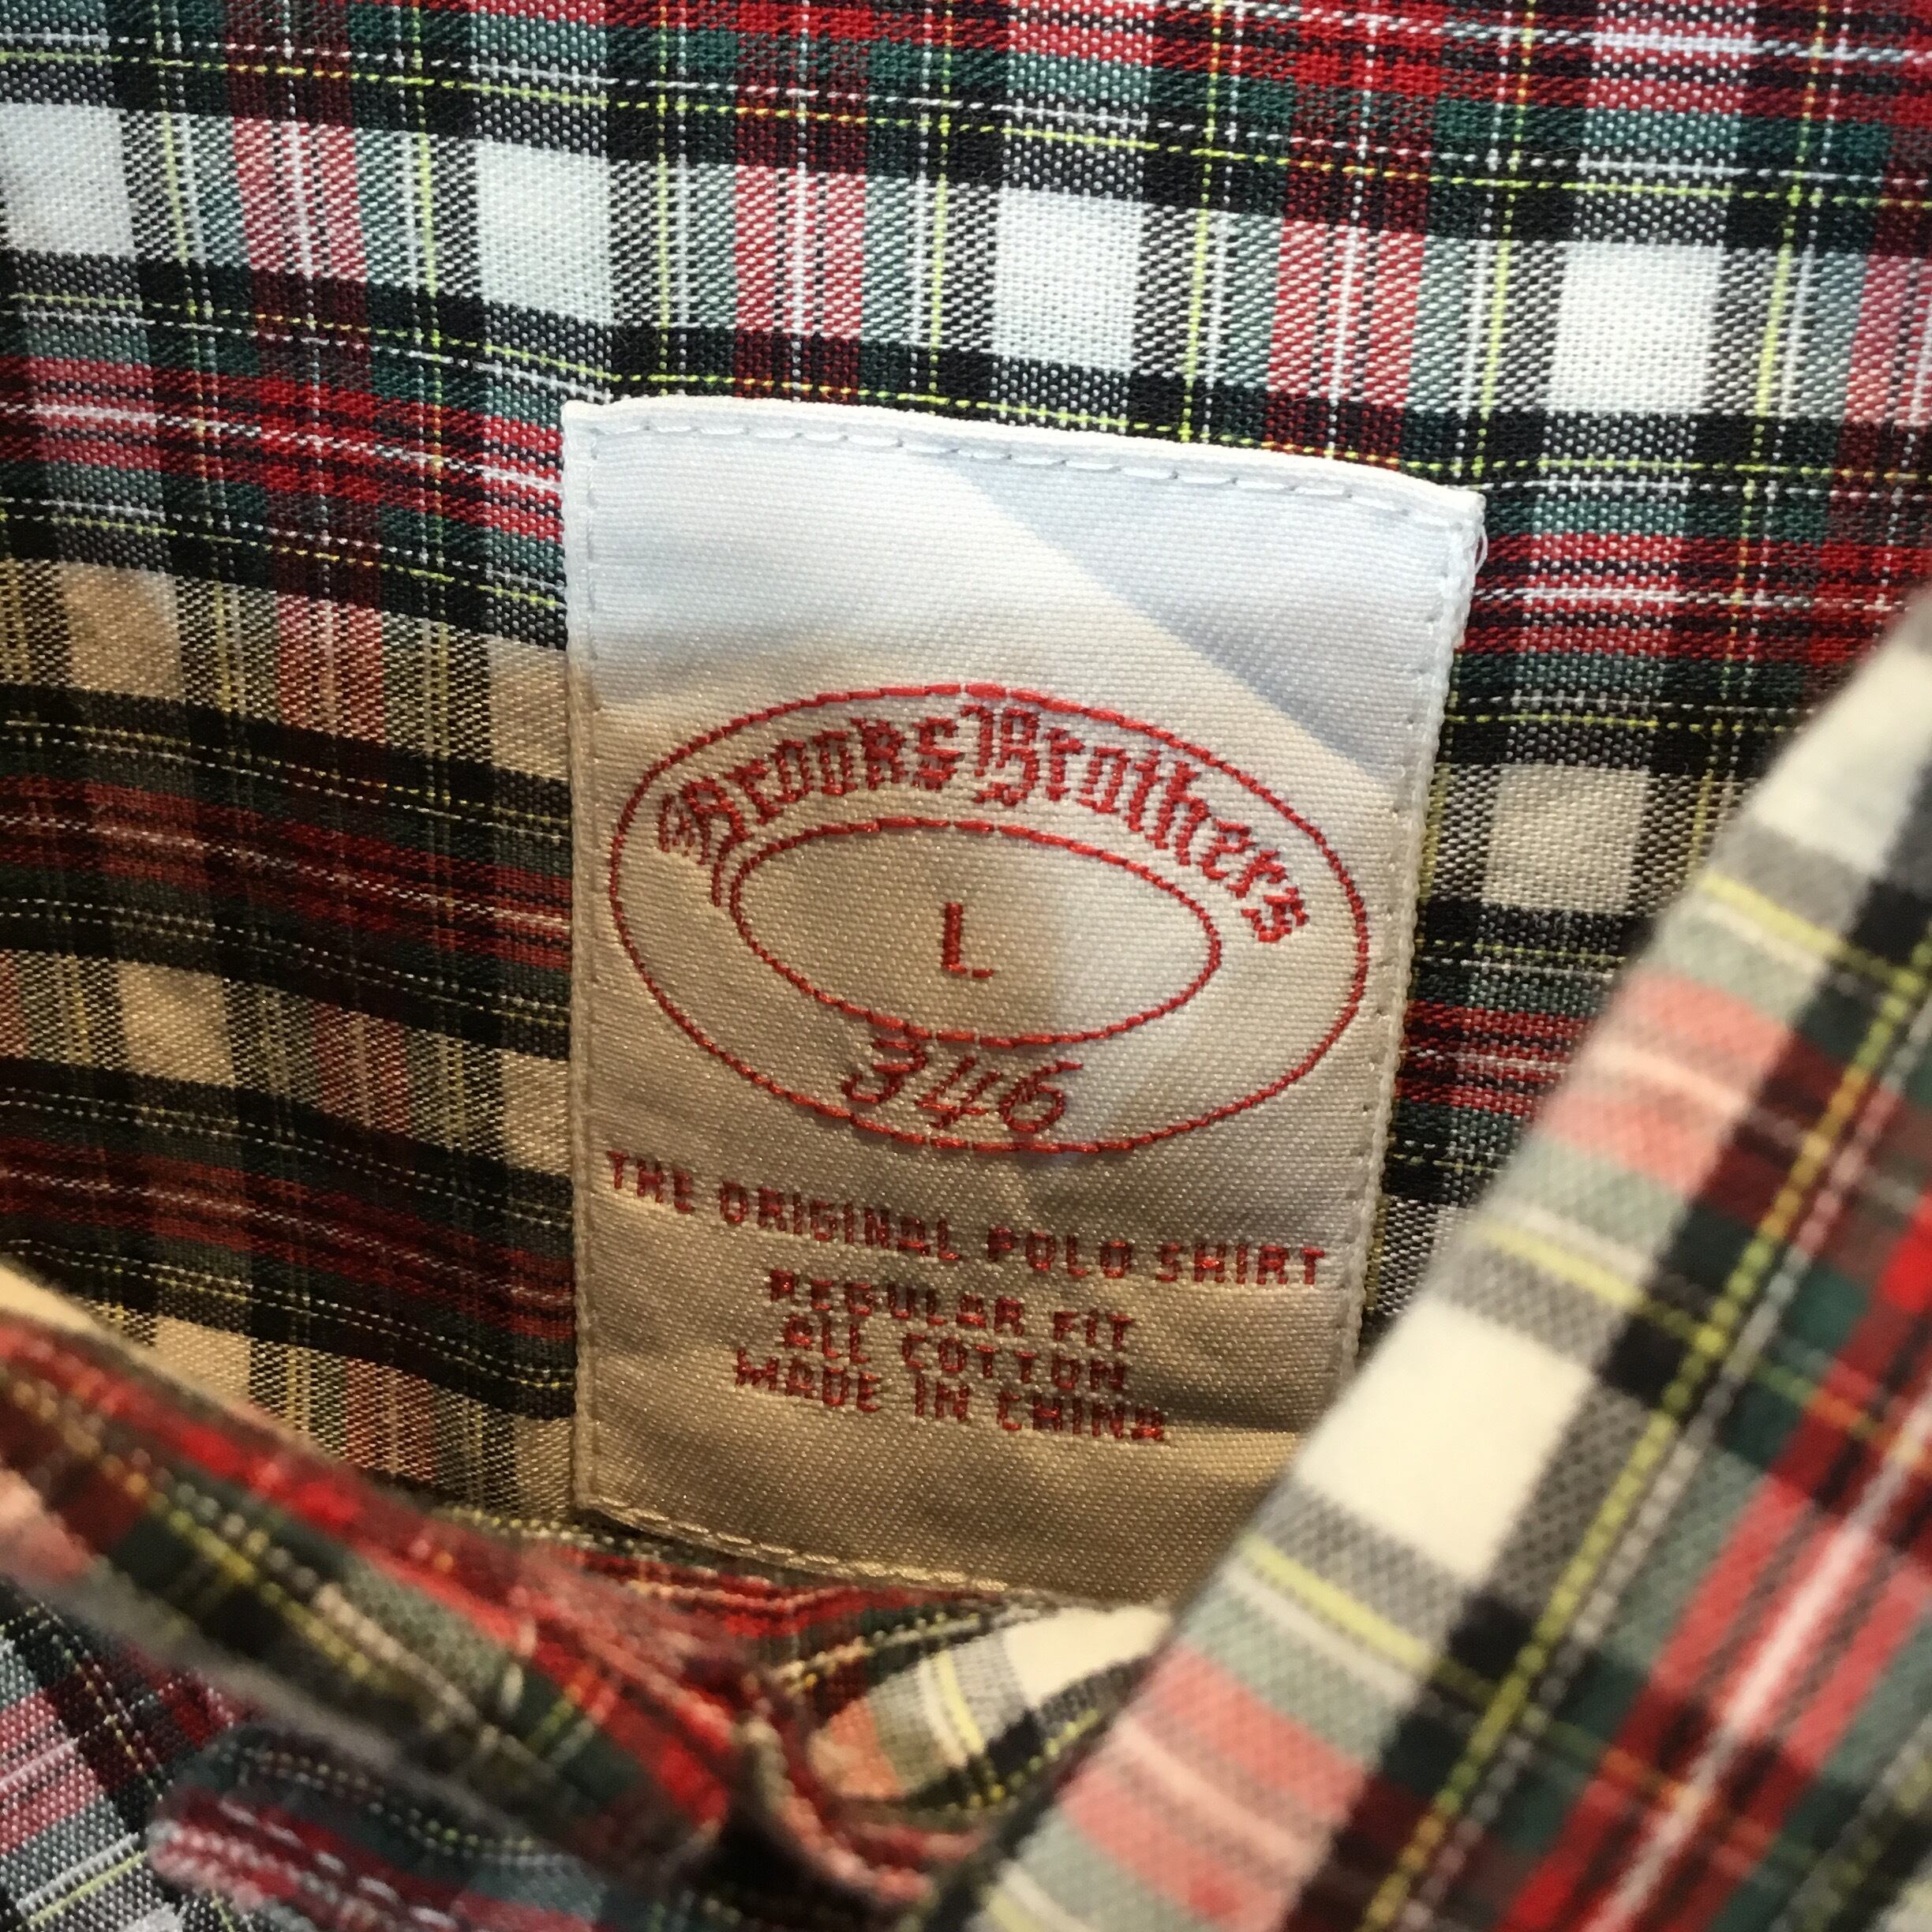 Brooks Brothers
L
346
THE ORIGINAL POLO SHIRT
REGULAR FIT
ALL COTTON
MADE IN CHINA